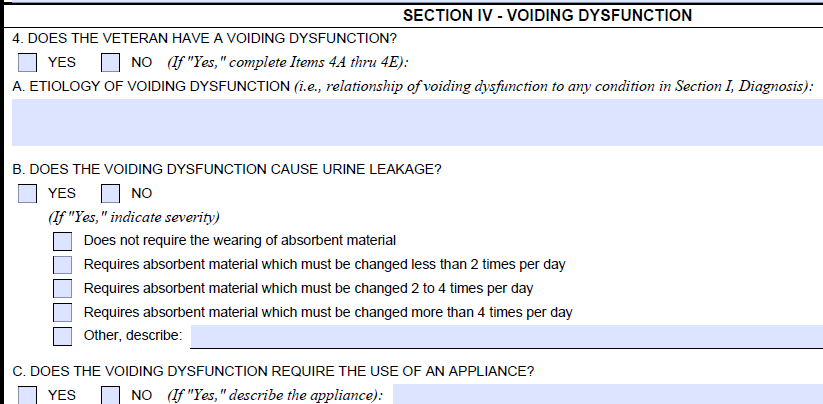 SECTION IV - VOIDING DYSFUNCTION
4. DOES THE VETERAN HAVE A VOIDING DYSFUNCTION?
YES NO (If "Yes," complete Items 4A thru 4E):
A. ETIOLOGY OF VOIDING DYSFUNCTION (i.e., relationship of voiding dysfunction to any condition in Section I, Diagnosis):
B. DOES THE VOIDING DYSFUNCTION CAUSE URINE LEAKAGE?
YES NO
(If "Yes," indicate severity)
Does not require the wearing of absorbent material
Requires absorbent material which must be changed less than 2 times per day
Requires absorbent material which must be changed 2 to 4 times per day
Requires absorbent material which must be changed more than 4 times per day
Other, describe:
C. DOES THE VOIDING DYSFUNCTION REQUIRE THE USE OF AN APPLIANCE?
YES NO (If "Yes," describe the appliance):